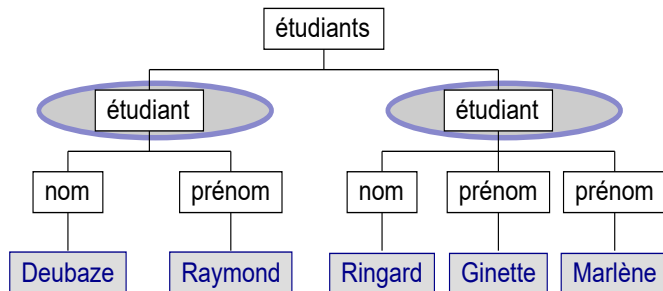 étudiants
étudiant étudiant
nom prénom nom prénom prénom
Deubaze Raymond Ringard Ginette Marlène